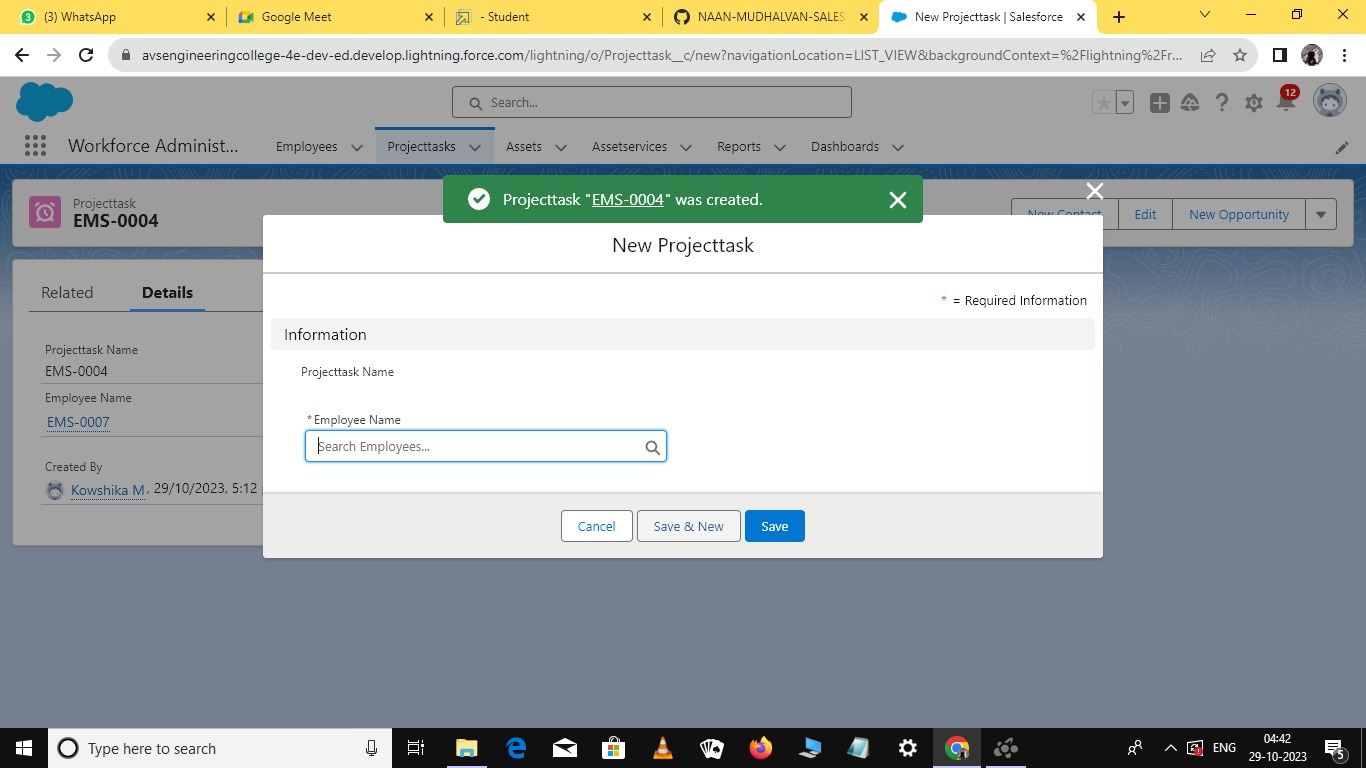 (3) WhatsApp
Google Meet
- Student
NAAN-MUDHALVAN-SALES
New Projecttask | Salesforce
avsengineeringcollege-4e-dev-ed.develop.lightning.force.com/lightning/o/Projecttask__c/new?navigationLocation=LIST_VIEW&backgroundContext=%2Flightning%2Fr...
Search...
12
Workforce Administ...
Employees
Projecttasks
Assets
Assetservices
Reports
Dashboards
Projecttask
EMS-0004
Projecttask "EMS-0004" was created.
New Contact
Edit
New Opportunity
New Projecttask
Related
Details
* = Required Information
Information
Projecttask Name
EMS-0004
Employee Name
EMS-0007
Created By
Kowshika M, 29/10/2023, 5:12
Projecttask Name
*Employee Name
Search Employees...
Cancel
Save & New
Save
Type here to search
ENG
04:42
29-10-2023
5